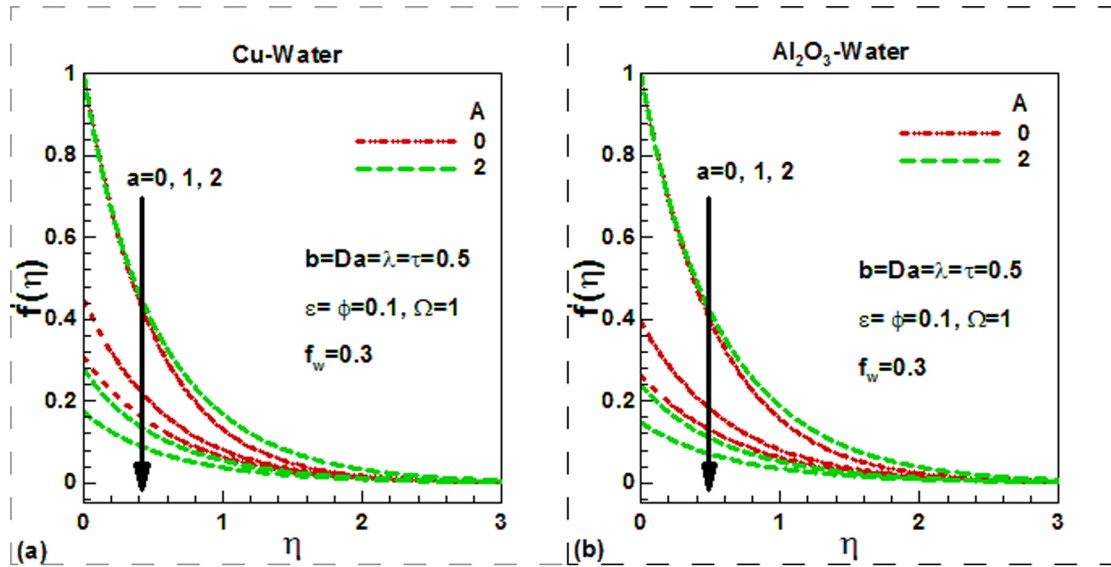 Cu-Water
1
0.8
0.6
0.4
0.2
0
f'(η)
A
0
2
a=0, 1, 2
b=Da=λ=τ=0.5
ε= ϕ=0.1, Ω=1
f_w=0.3
0 1 2 3
(a) η
Al₂O₃-Water
1
0.8
0.6
0.4
0.2
0
f'(η)
A
0
2
a=0, 1, 2
b=Da=λ=τ=0.5
ε= ϕ=0.1, Ω=1
f_w=0.3
0 1 2 3
(b) η